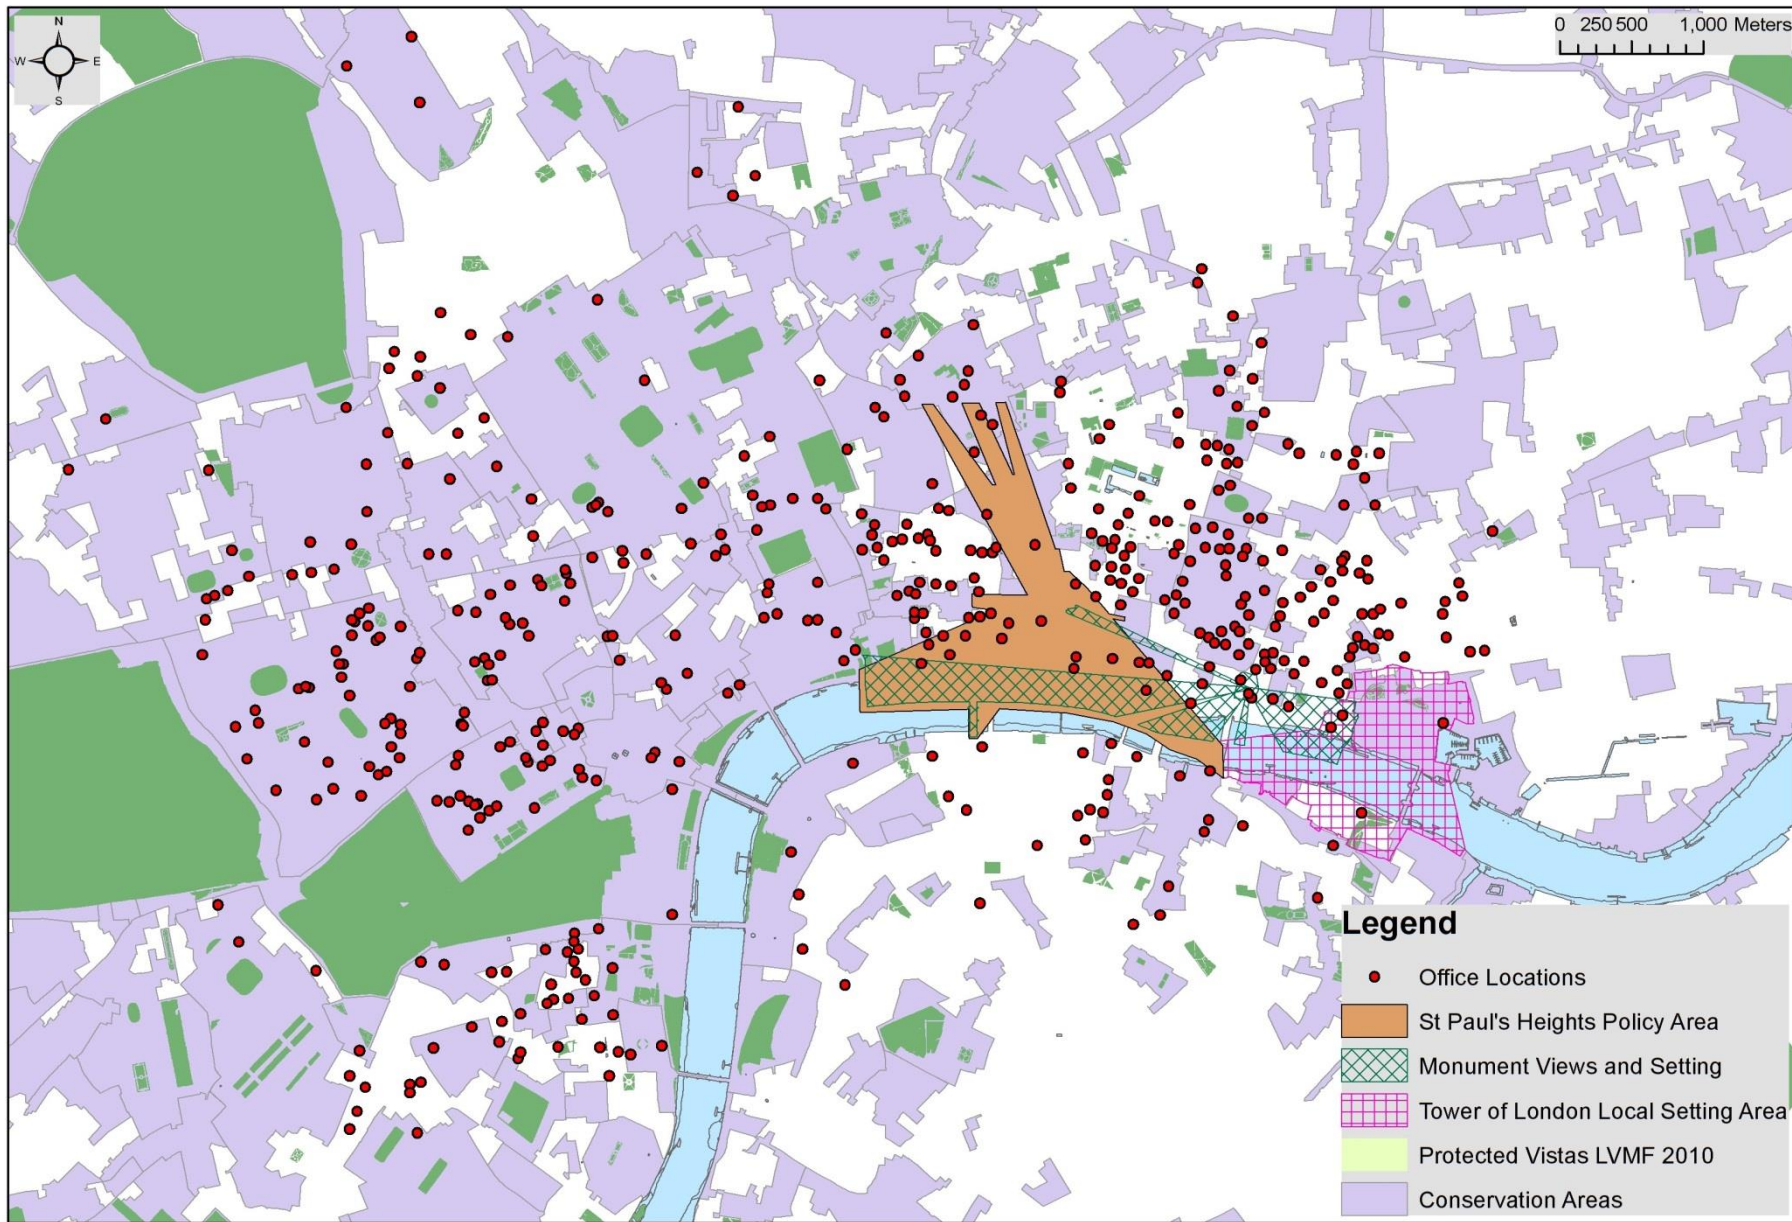 N
W E
S
0 250 500 1,000 Meters
Legend
Office Locations
St Paul's Heights Policy Area
Monument Views and Setting
Tower of London Local Setting Area
Protected Vistas LVMF 2010
Conservation Areas